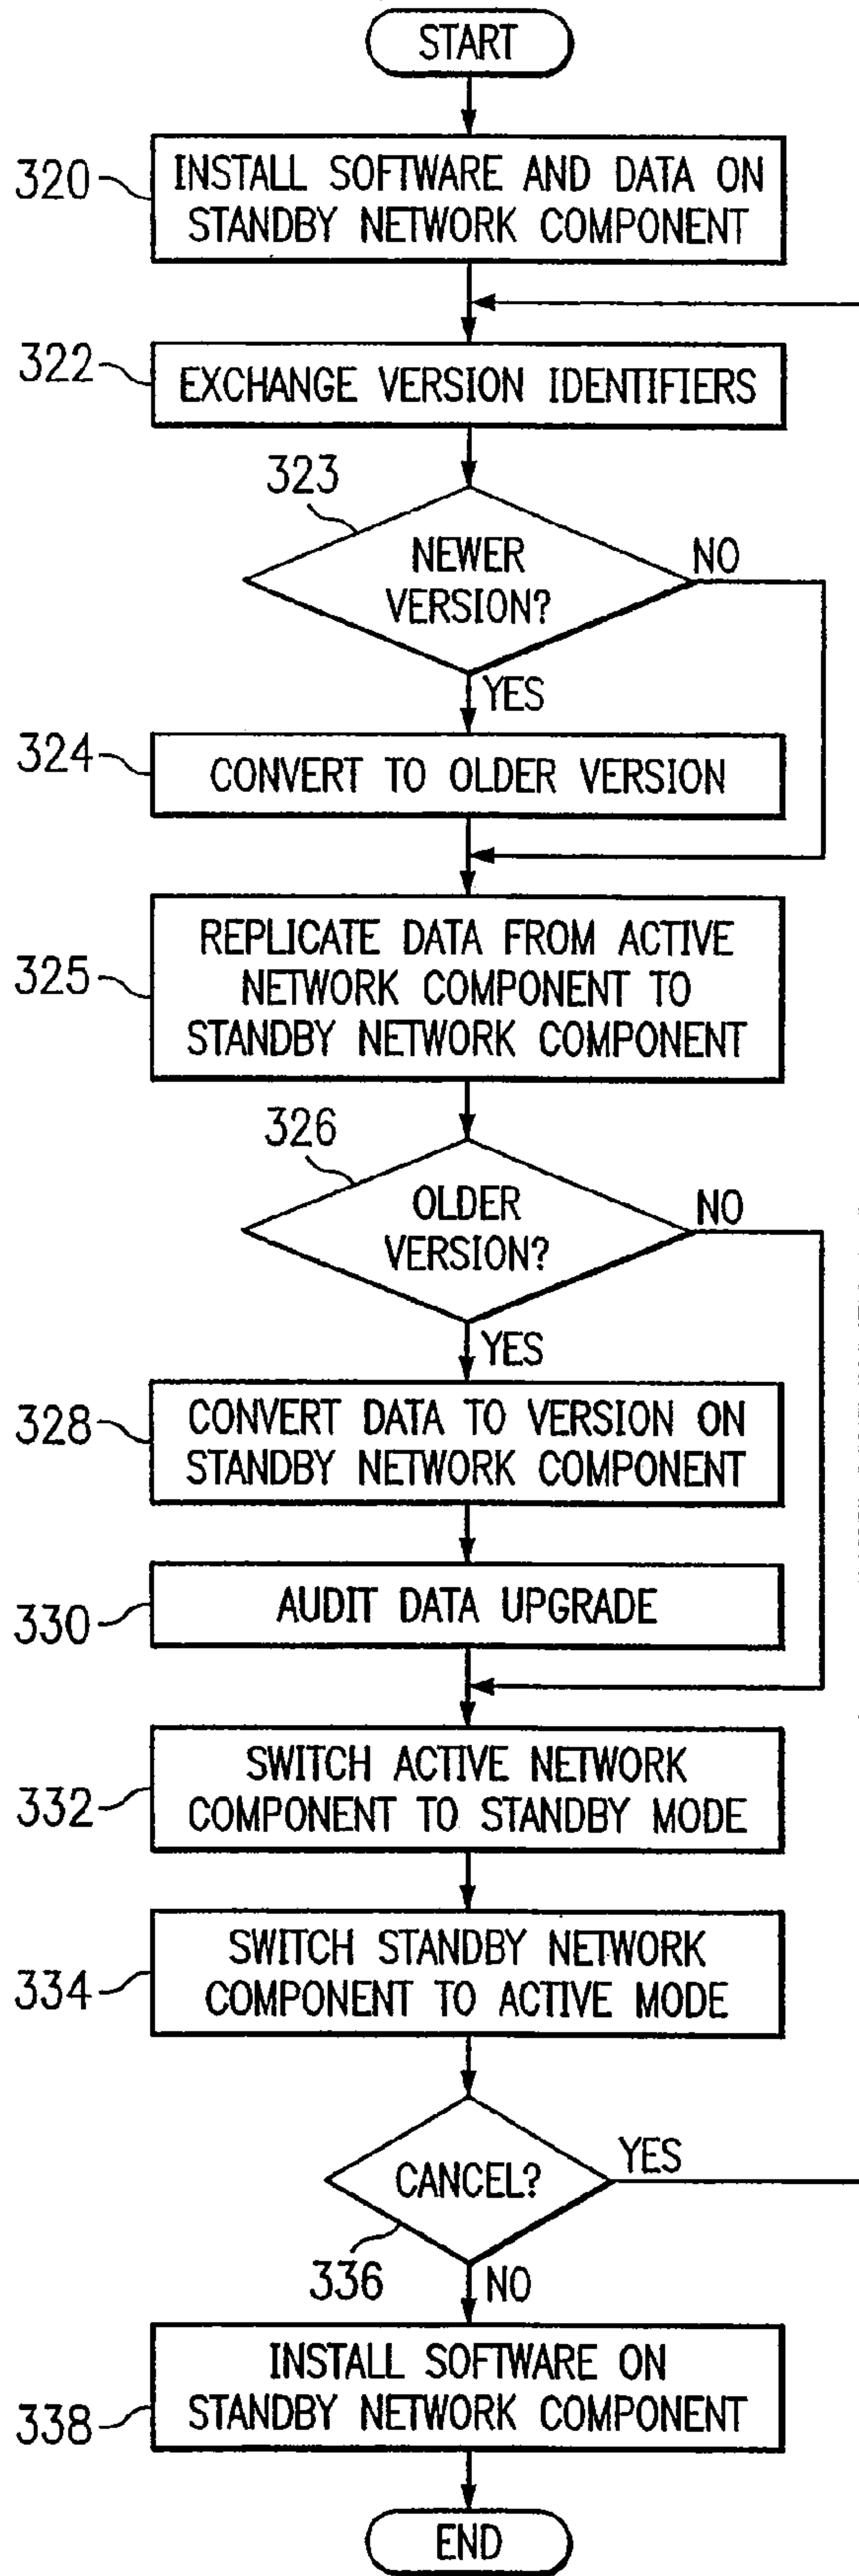 START
320
INSTALL SOFTWARE AND DATA ON
STANDBY NETWORK COMPONENT
322
EXCHANGE VERSION IDENTIFIERS
323
NEWER
VERSION?
NO
YES
324
CONVERT TO OLDER VERSION
325
REPLICATE DATA FROM ACTIVE
NETWORK COMPONENT TO
STANDBY NETWORK COMPONENT
326
OLDER
VERSION?
NO
YES
328
CONVERT DATA TO VERSION ON
STANDBY NETWORK COMPONENT
330
AUDIT DATA UPGRADE
332
SWITCH ACTIVE NETWORK
COMPONENT TO STANDBY MODE
334
SWITCH STANDBY NETWORK
COMPONENT TO ACTIVE MODE
CANCEL?
YES
336
NO
338
INSTALL SOFTWARE ON
STANDBY NETWORK COMPONENT
END